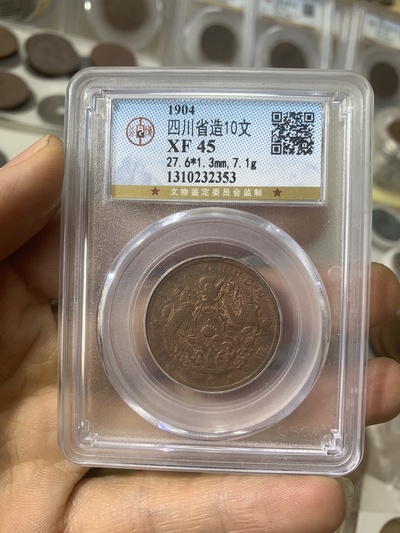 1904
四川省造10文
XF 45
27.6*1.3mm,7.1g
1310232353
★ 文物鉴定委员会监制 ★